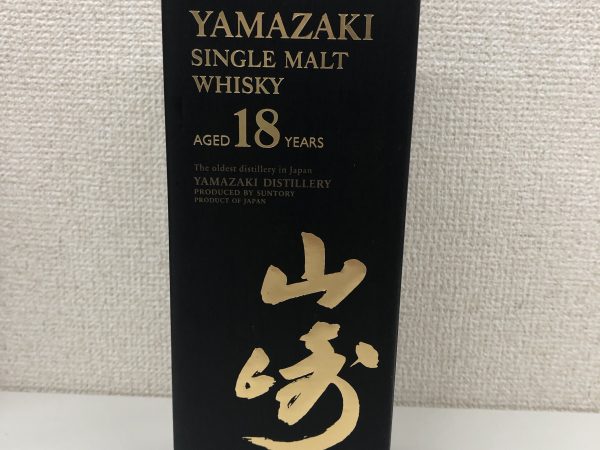 YAMAZAKI
SINGLE MALT
WHISKY
AGED 18 YEARS
The oldest distillery in Japan
YAMAZAKI DISTILLERY
PRODUCED BY SUNTORY
PRODUCT OF JAPAN
山崎